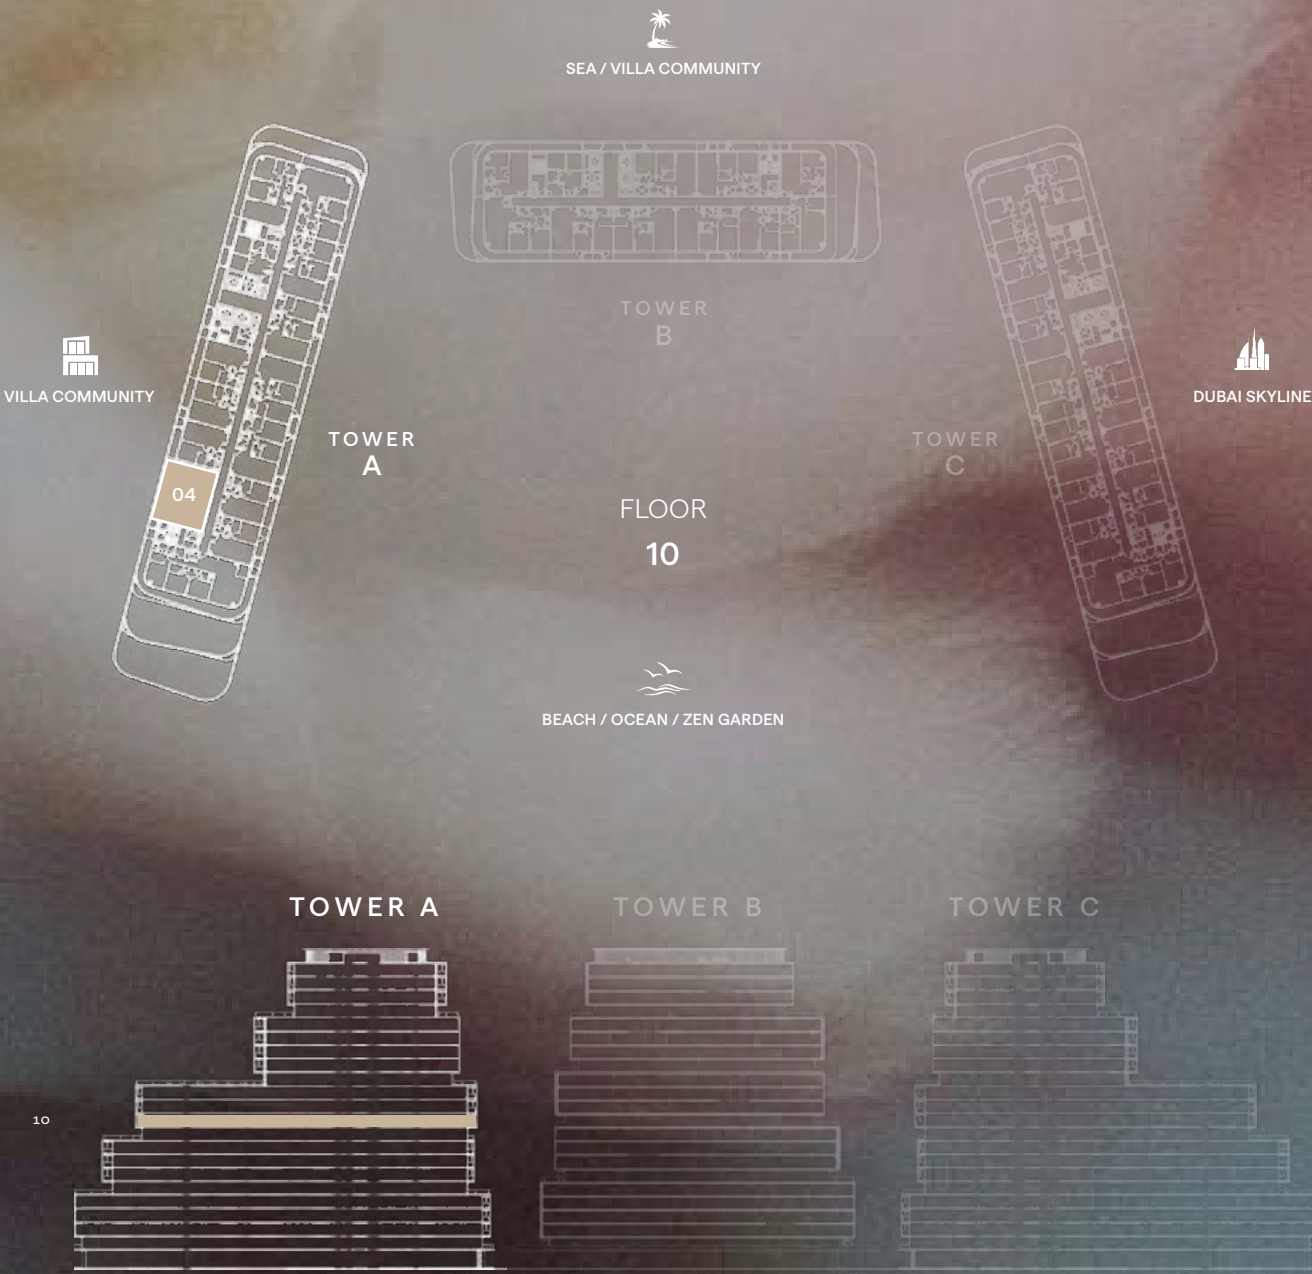 SEA / VILLA COMMUNITY
TOWER
B
VILLA COMMUNITY
DUBAI SKYLINE
TOWER
A
TOWER
C
04
FLOOR
10
BEACH / OCEAN / ZEN GARDEN
TOWER A
TOWER B
TOWER C
10